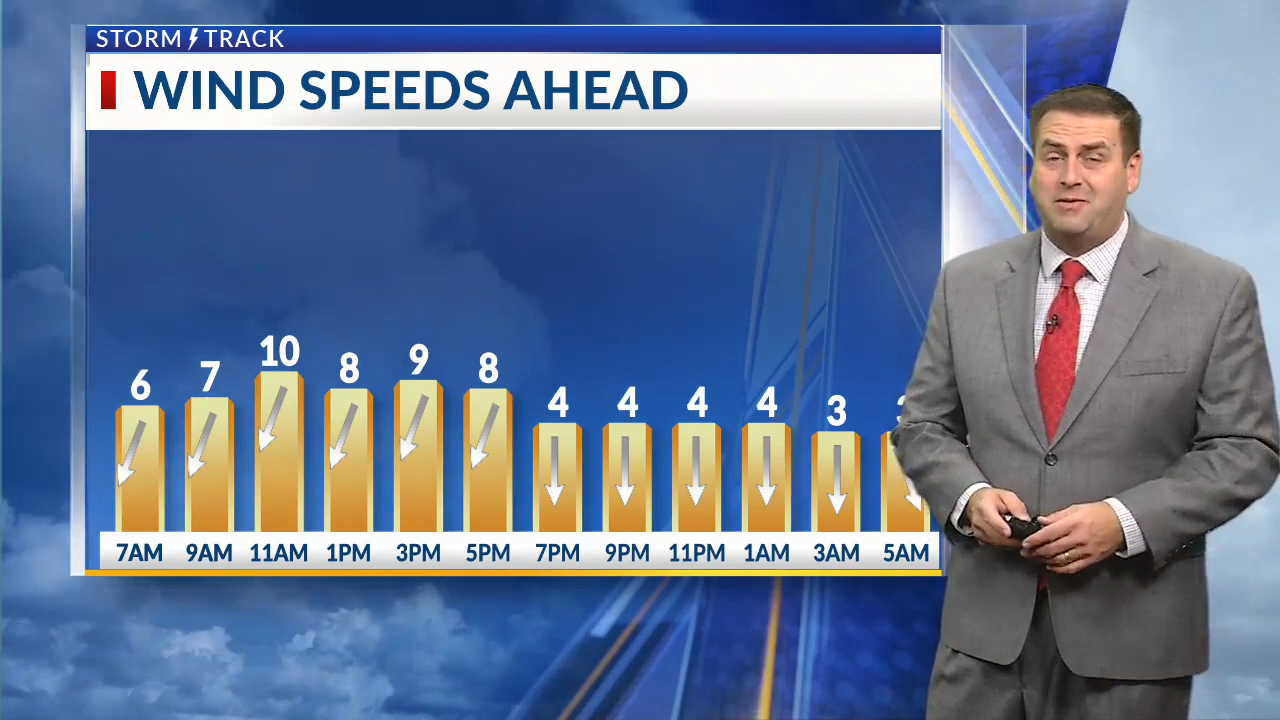 STORM TRACK
WIND SPEEDS AHEAD
6 7 10 8 9 8 4 4 4 4 3
7AM 9AM 11AM 1PM 3PM 5PM 7PM 9PM 11PM 1AM 3AM 5AM